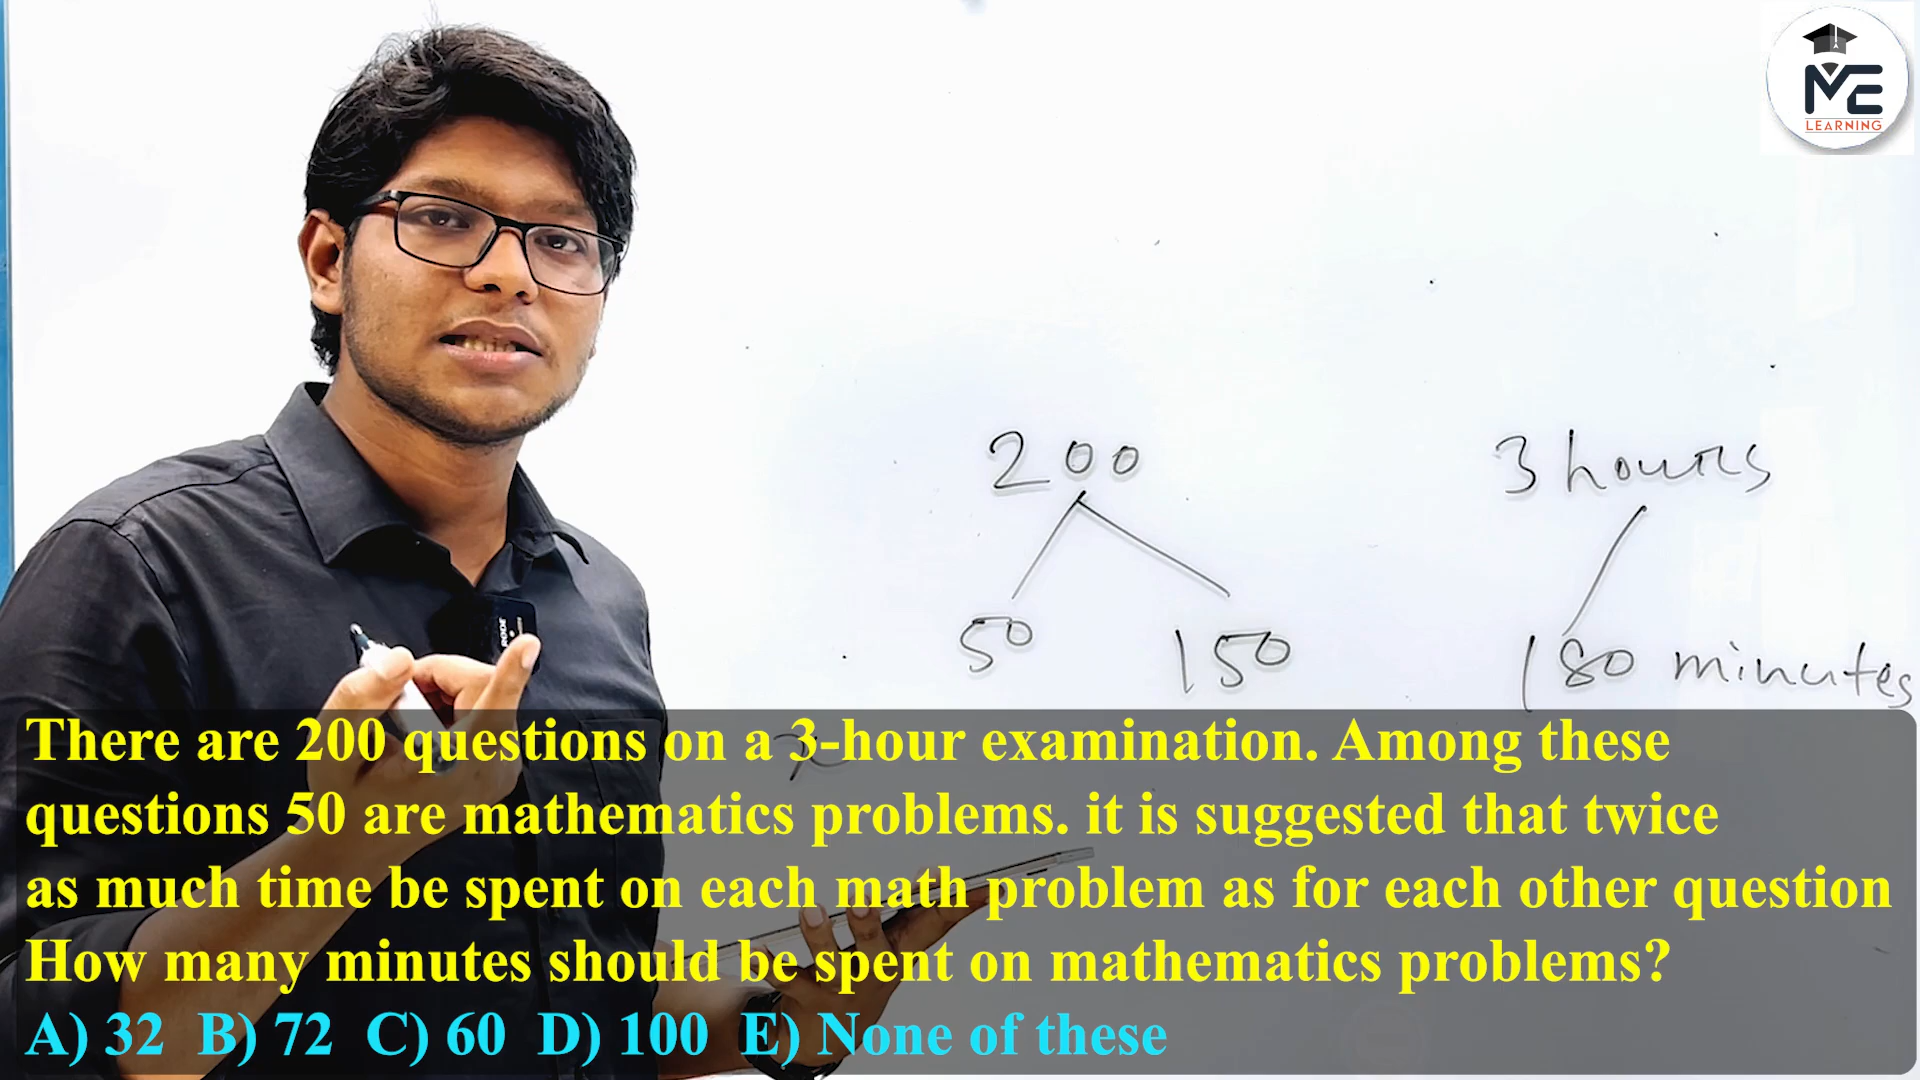 ME
LEARNING
200
3 hours
50
150
180 minutes
RODE
There are 200 questions on a 3-hour examination. Among these
questions 50 are mathematics problems. it is suggested that twice
as much time be spent on each math problem as for each other question
How many minutes should be spent on mathematics problems?
A) 32 B) 72 C) 60 D) 100 E) None of these